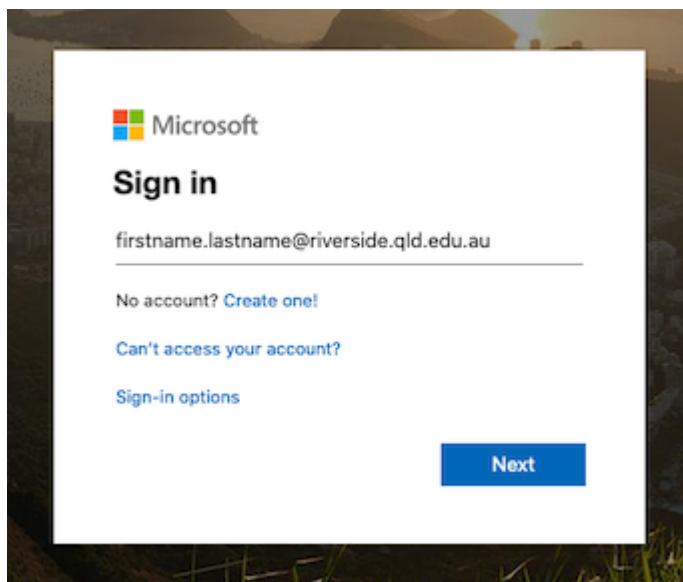 Microsoft
Sign in
firstname.lastname@riverside.qld.edu.au
No account? Create one!
Can't access your account?
Sign-in options
Next